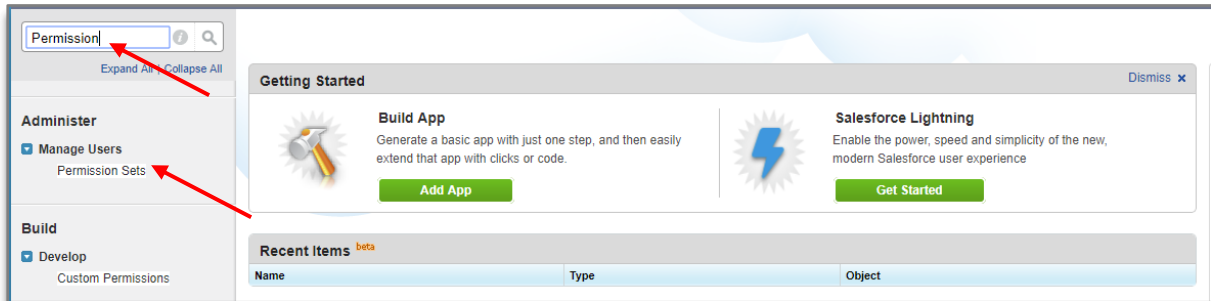 Permission
Expand All | Collapse All
Administer
Manage Users
Permission Sets
Build
Develop
Custom Permissions
Getting Started
Dismiss x
Build App
Generate a basic app with just one step, and then easily
extend that app with clicks or code.
Add App
Salesforce Lightning
Enable the power, speed and simplicity of the new,
modern Salesforce user experience
Get Started
Recent Items beta
Name Type Object